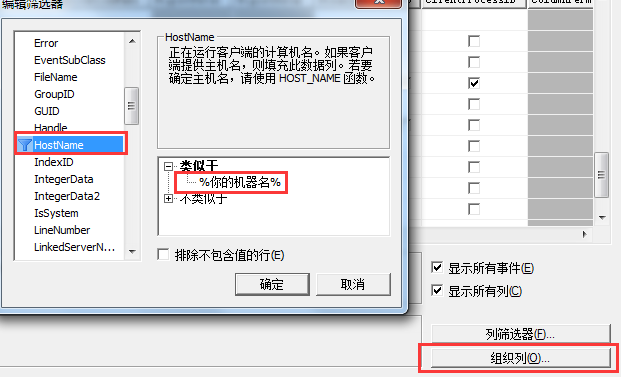 编辑筛选器
Error
EventSubClass
FileName
GroupID
GUID
Handle
HostName
IndexID
IntegerData
IntegerData2
IsSystem
LineNumber
LinkedServerN...
HostName
正在运行客户端的计算机名。如果客户
端提供主机名，则填充此数据列。若要
确定主机名，请使用 HOST_NAME 函数。
类似于
%你的机器名%
不类似于
排除不包含值的行(E)
确定
取消
ClientProcessID
显示所有事件(E)
显示所有列(C)
列筛选器(F)...
组织列(O)...